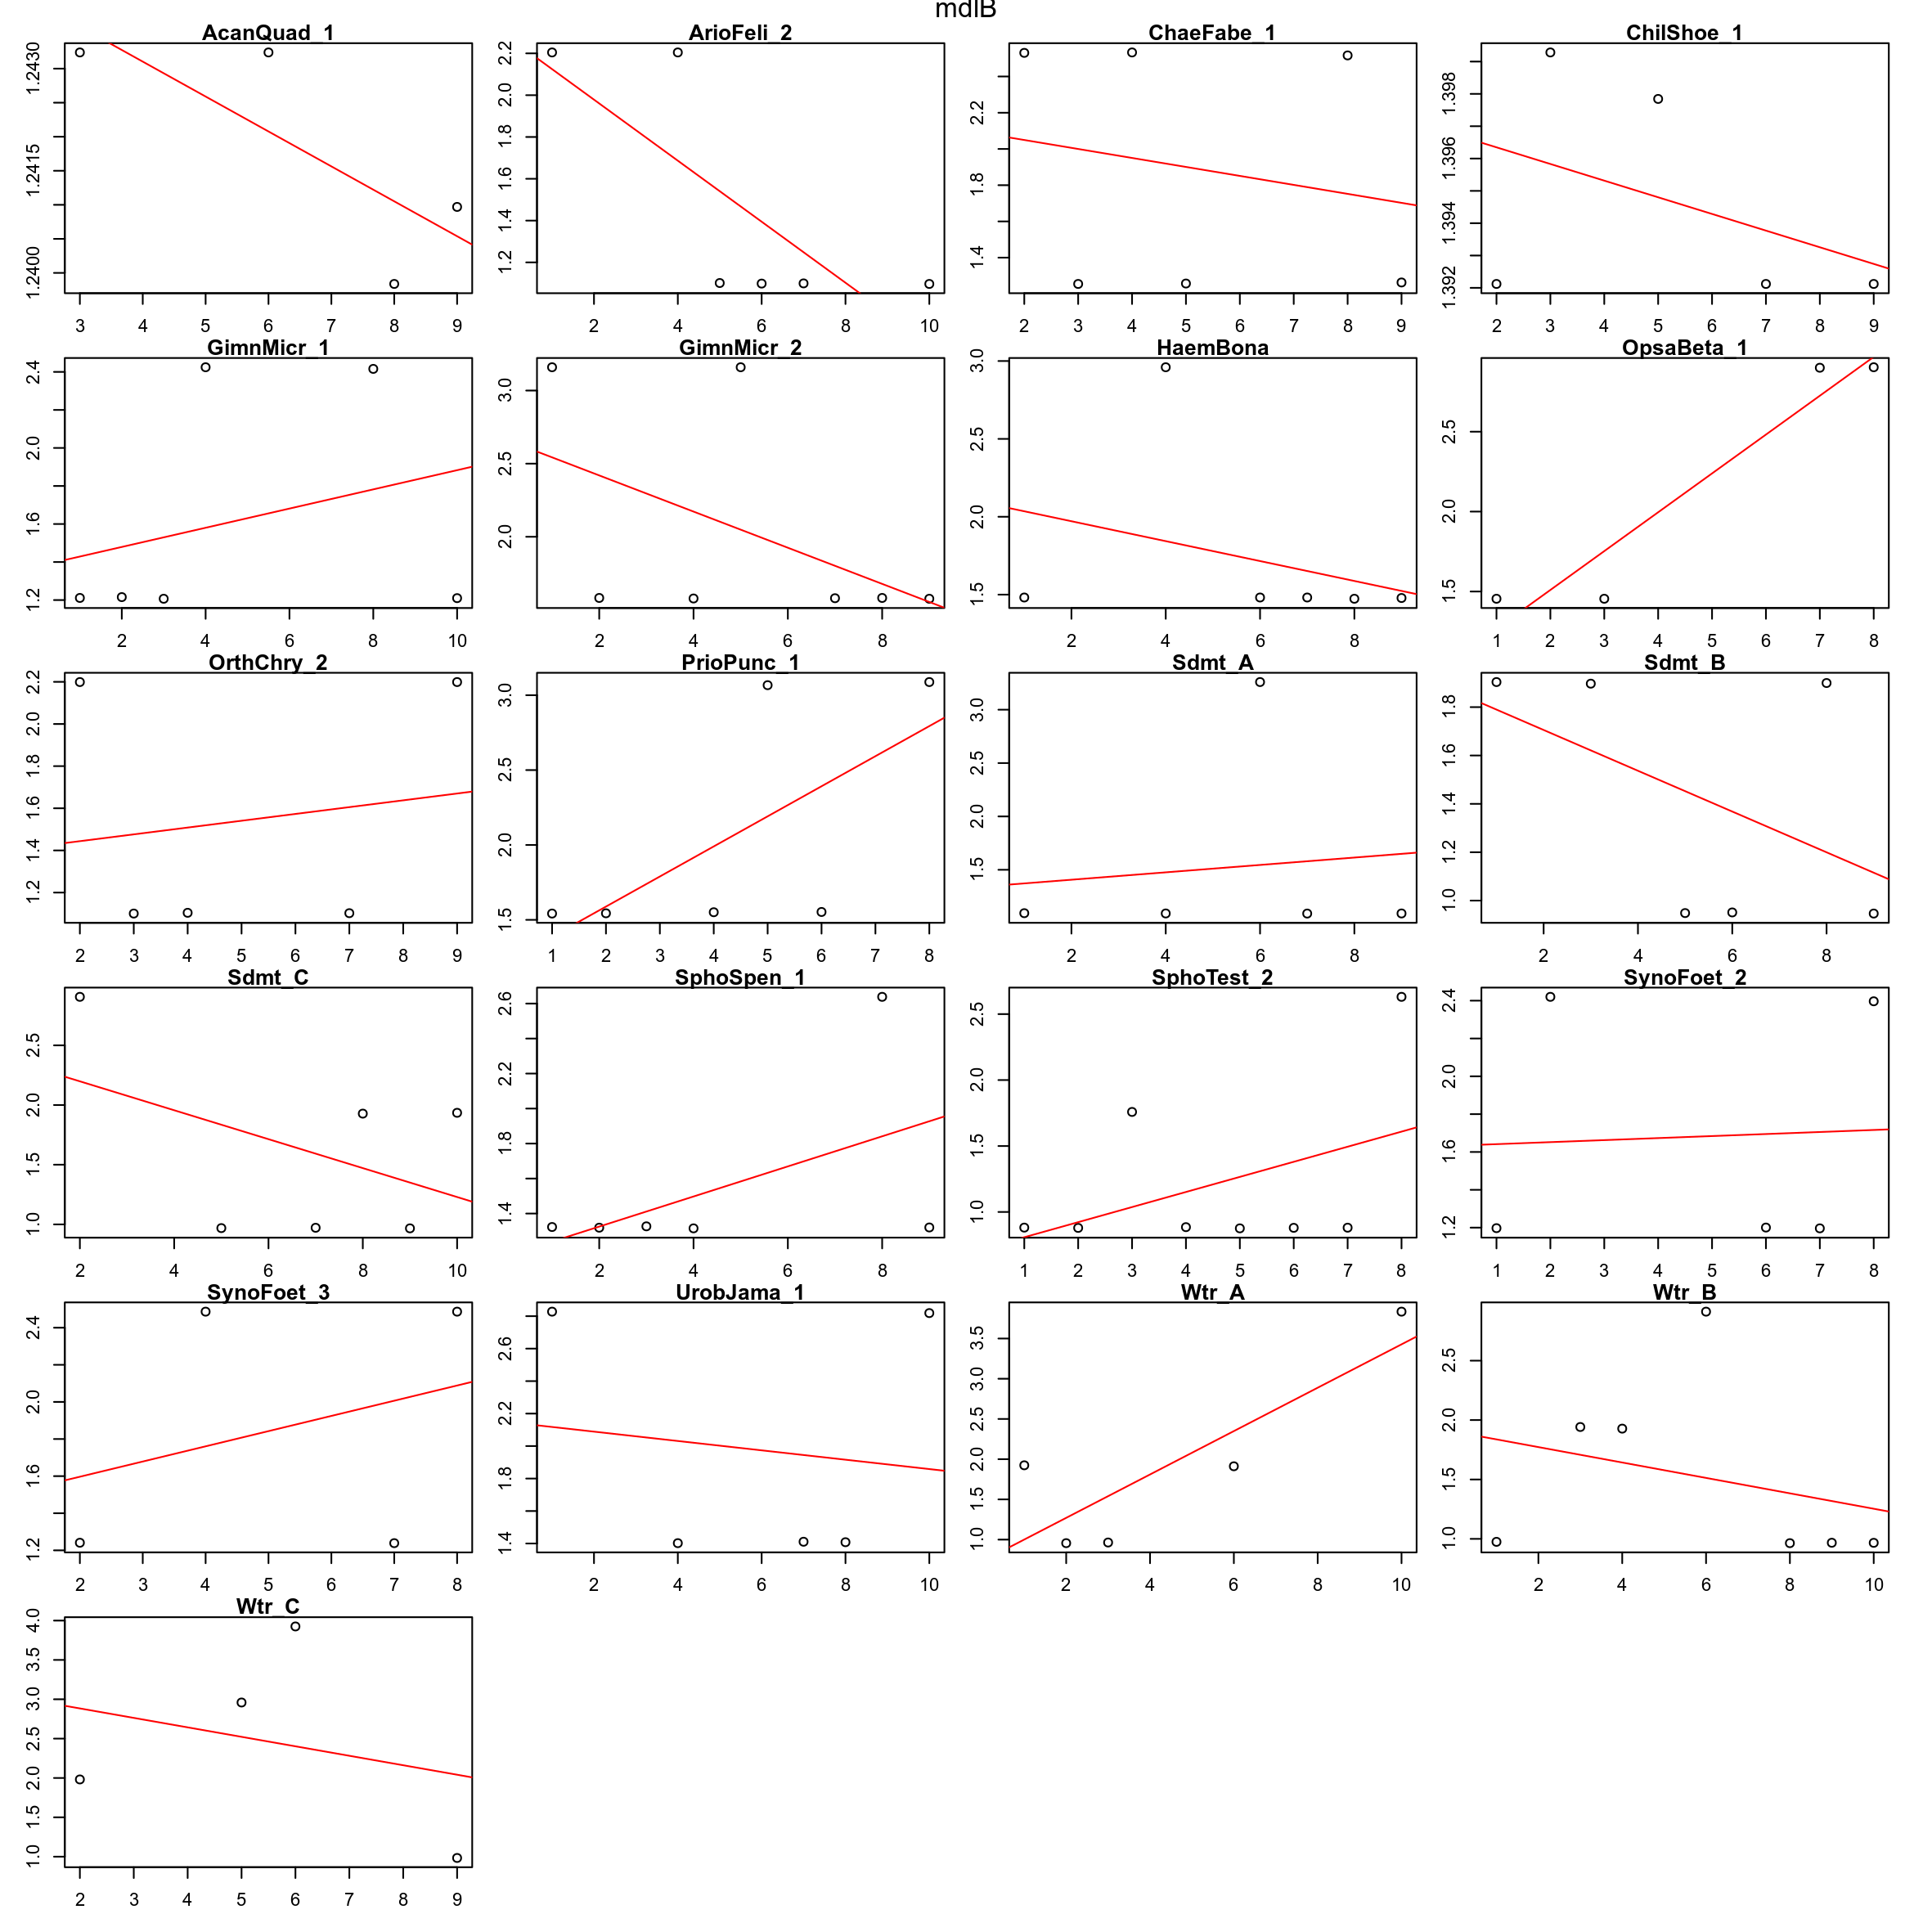 mdlB
AcanQuad_1 ArioFeli_2 ChaeFabe_1 ChilShoe_1
1.2400 1.2415 1.2430
3 4 5 6 7 8 9
1.2 1.4 1.6 1.8 2.0 2.2
2 4 6 8 10
1.4 1.8 2.2
2 3 4 5 6 7 8 9
1.392 1.394 1.396 1.398
2 3 4 5 6 7 8 9
GimnMicr_1 GimnMicr_2 HaemBona OpsaBeta_1
1.2 1.6 2.0 2.4
2 4 6 8 10
2.0 2.5 3.0
2 4 6 8
1.5 2.0 2.5 3.0
2 4 6 8
1.5 2.0 2.5
1 2 3 4 5 6 7 8
OrthChry_2 PrioPunc_1 Sdmt_A Sdmt_B
1.2 1.4 1.6 1.8 2.0 2.2
2 3 4 5 6 7 8 9
1.5 2.0 2.5 3.0
1 2 3 4 5 6 7 8
1.5 2.0 2.5 3.0
2 4 6 8
1.0 1.2 1.4 1.6 1.8
2 4 6 8
Sdmt_C SphoSpen_1 SphoTest_2 SynoFoet_2
1.0 1.5 2.0 2.5
2 4 6 8 10
1.4 1.8 2.2 2.6
2 4 6 8
1.0 1.5 2.0 2.5
1 2 3 4 5 6 7 8
1.2 1.6 2.0 2.4
1 2 3 4 5 6 7 8
SynoFoet_3 UrobJama_1 Wtr_A Wtr_B
1.2 1.6 2.0 2.4
2 3 4 5 6 7 8
1.4 1.8 2.2 2.6
2 4 6 8 10
1.0 1.5 2.0 2.5 3.0 3.5
2 4 6 8 10
1.0 1.5 2.0 2.5
2 4 6 8 10
Wtr_C
1.0 1.5 2.0 2.5 3.0 3.5 4.0
2 3 4 5 6 7 8 9